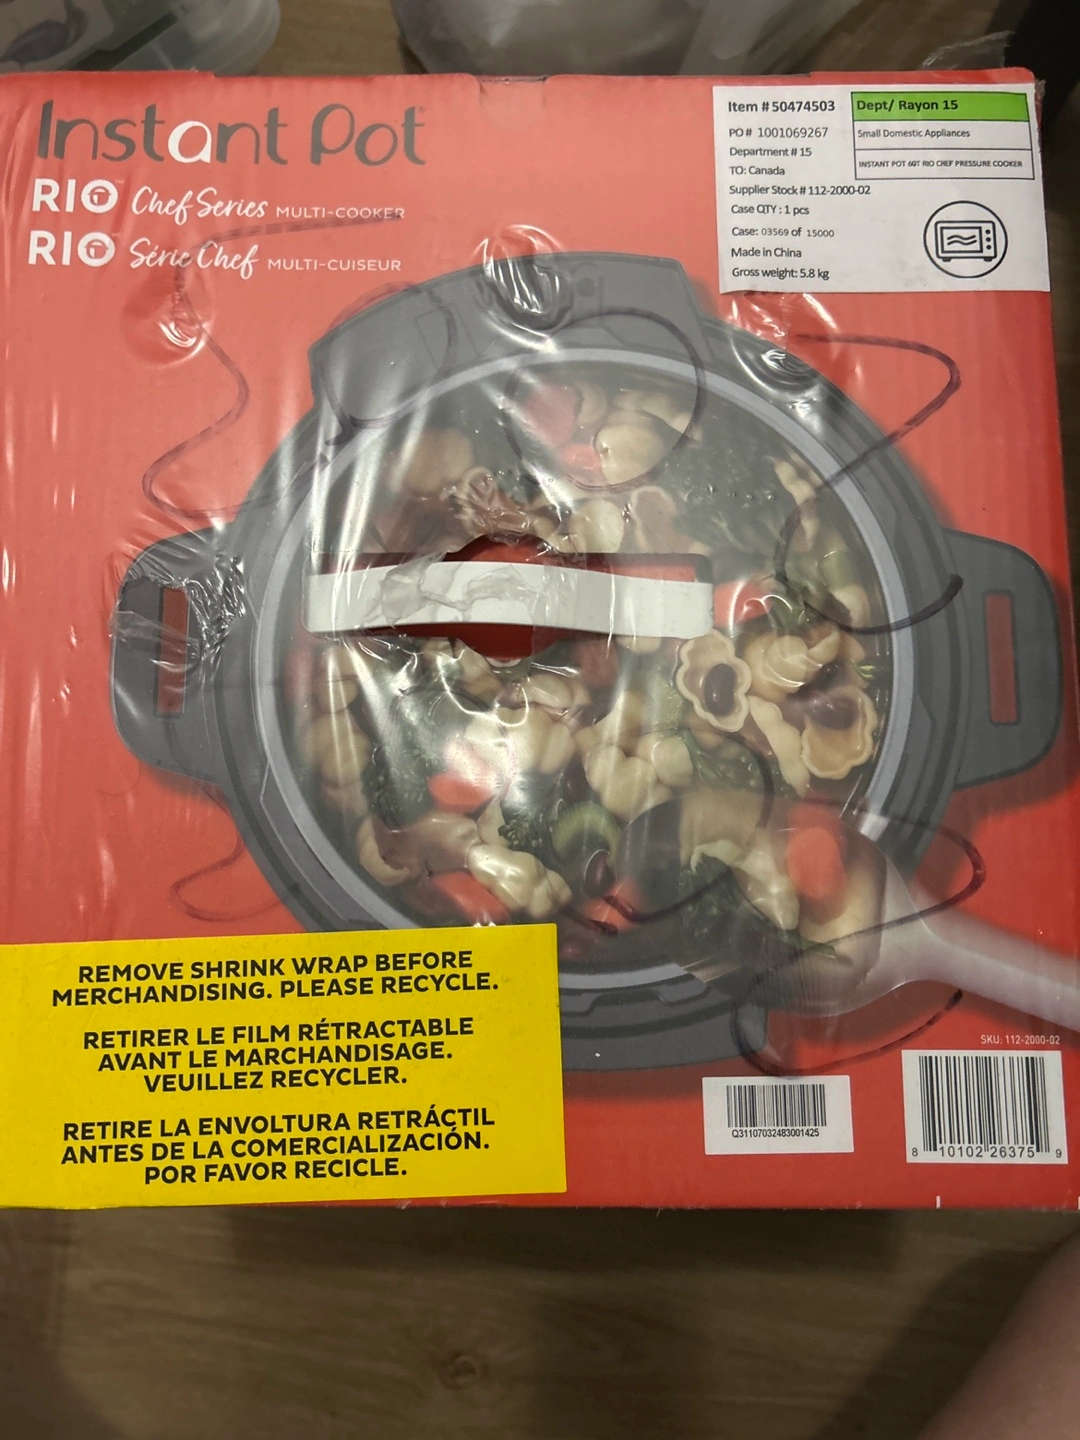 Instant Pot
RIO Chef Series MULTI-COOKER
RIO Série Chef MULTI-CUISEUR
Item # 50474503
PO # 1001069267
Department # 15
TO: Canada
Supplier Stock # 112-2000-02
Case QTY : 1 pcs
Case: 03569 of 15000
Made in China
Gross weight: 5.8 kg
Dept/ Rayon 15
Small Domestic Appliances
INSTANT POT 6QT RIO CHEF PRESSURE COOKER
REMOVE SHRINK WRAP BEFORE
MERCHANDISING. PLEASE RECYCLE.
RETIRER LE FILM RÉTRACTABLE
AVANT LE MARCHANDISAGE.
VEUILLEZ RECYCLER.
RETIRE LA ENVOLTURA RETRÁCTIL
ANTES DE LA COMERCIALIZACIÓN.
POR FAVOR RECICLE.
Q31107032483001425
SKU: 112-2000-02
8 10102 26375 9